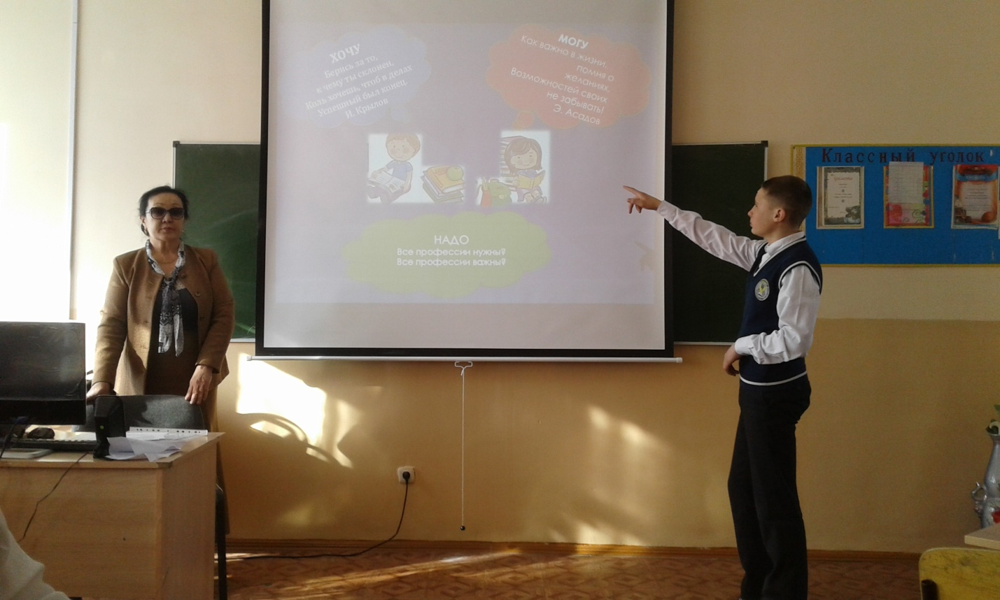 ХОЧУ
Берись за то,
к чему ты склонен,
Коль хочешь, чтоб в делах
Успешный был конец.
И. Крылов
МОГУ
Как важно в жизни,
помня о
желаниях,
Возможностей своих
не забывать!
Э. Асадов
НАДО
Все профессии нужны?
Все профессии важны?
Классный уголок